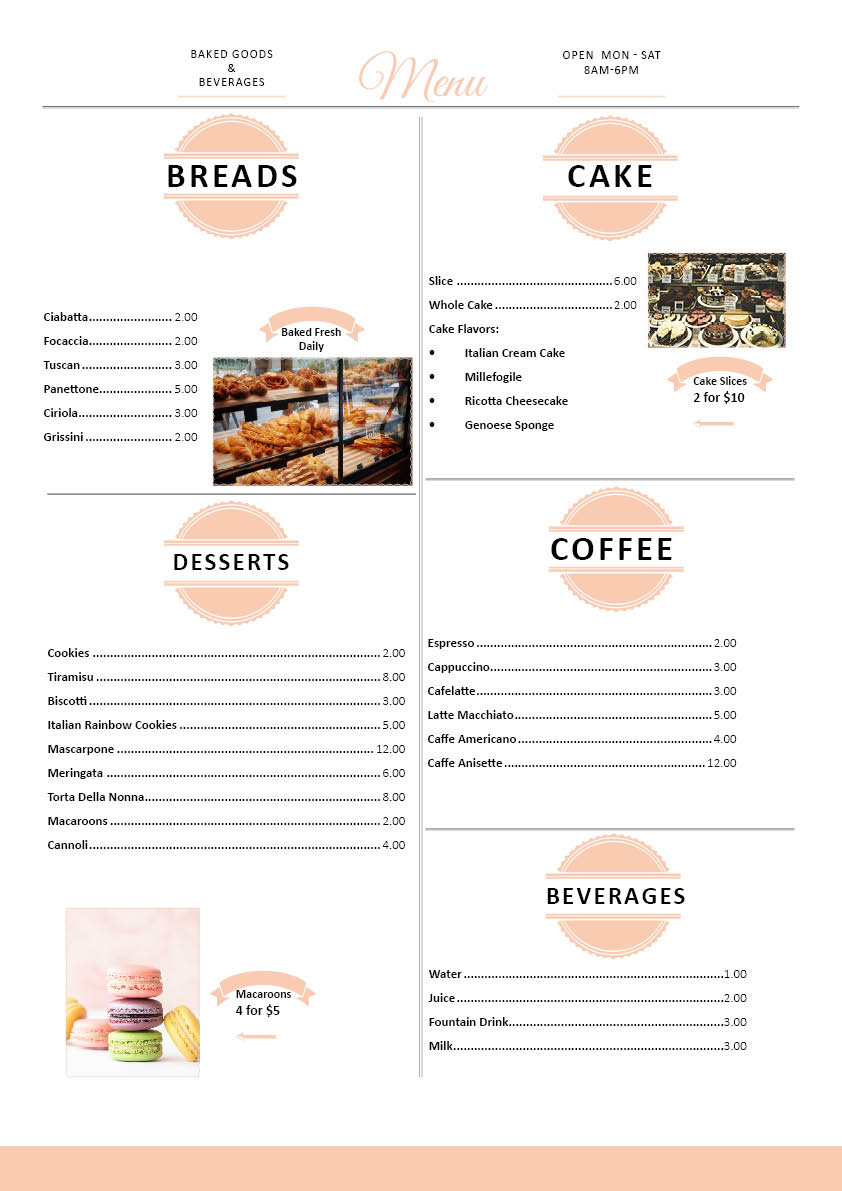 BAKED GOODS
&
BEVERAGES
Menu
OPEN MON - SAT
8AM-6PM
BREADS
Ciabatta........................ 2.00
Focaccia........................ 2.00
Tuscan .......................... 3.00
Panettone..................... 5.00
Ciriola........................... 3.00
Grissini ......................... 2.00
Baked Fresh
Daily
DESSERTS
Cookies ................................................................................... 2.00
Tiramisu .................................................................................. 8.00
Biscotti .................................................................................... 3.00
Italian Rainbow Cookies .......................................................... 5.00
Mascarpone .......................................................................... 12.00
Meringata ............................................................................... 6.00
Torta Della Nonna.................................................................... 8.00
Macaroons .............................................................................. 2.00
Cannoli .................................................................................... 4.00
Macaroons
4 for $5
CAKE
Slice ............................................. 6.00
Whole Cake .................................. 2.00
Cake Flavors:
• Italian Cream Cake
• Millefogile
• Ricotta Cheesecake
• Genoese Sponge
Cake Slices
2 for $10
COFFEE
Espresso .................................................................... 2.00
Cappuccino................................................................ 3.00
Cafelatte.................................................................... 3.00
Latte Macchiato......................................................... 5.00
Caffe Americano ........................................................ 4.00
Caffe Anisette .......................................................... 12.00
BEVERAGES
Water ...........................................................................1.00
Juice .............................................................................2.00
Fountain Drink..............................................................3.00
Milk..............................................................................3.00